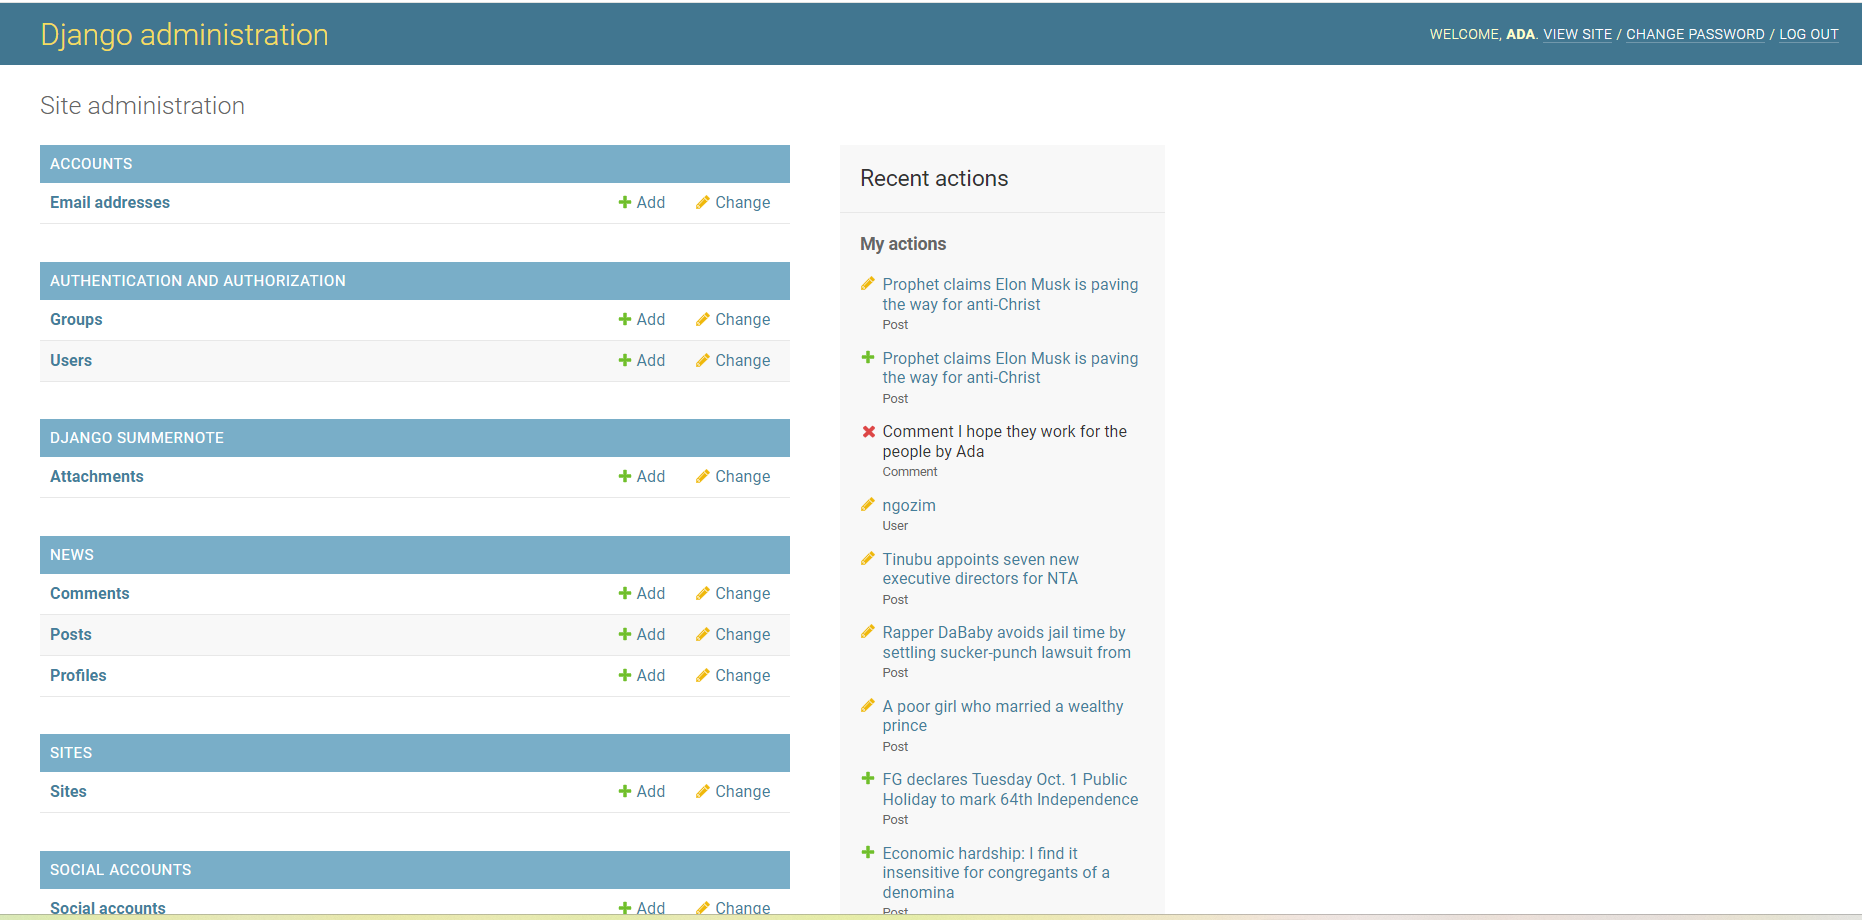 Django administration
WELCOME, ADA. VIEW SITE / CHANGE PASSWORD / LOG OUT
Site administration
ACCOUNTS
Email addresses Add Change
AUTHENTICATION AND AUTHORIZATION
Groups Add Change
Users Add Change
DJANGO SUMMERNOTE
Attachments Add Change
NEWS
Comments Add Change
Posts Add Change
Profiles Add Change
SITES
Sites Add Change
SOCIAL ACCOUNTS
Social accounts Add Change
Recent actions
My actions
Prophet claims Elon Musk is paving
the way for anti-Christ
Post
Prophet claims Elon Musk is paving
the way for anti-Christ
Post
Comment I hope they work for the
people by Ada
Comment
ngozim
User
Tinubu appoints seven new
executive directors for NTA
Post
Rapper DaBaby avoids jail time by
settling sucker-punch lawsuit from
Post
A poor girl who married a wealthy
prince
Post
FG declares Tuesday Oct. 1 Public
Holiday to mark 64th Independence
Post
Economic hardship: I find it
insensitive for congregants of a
denomina
Post